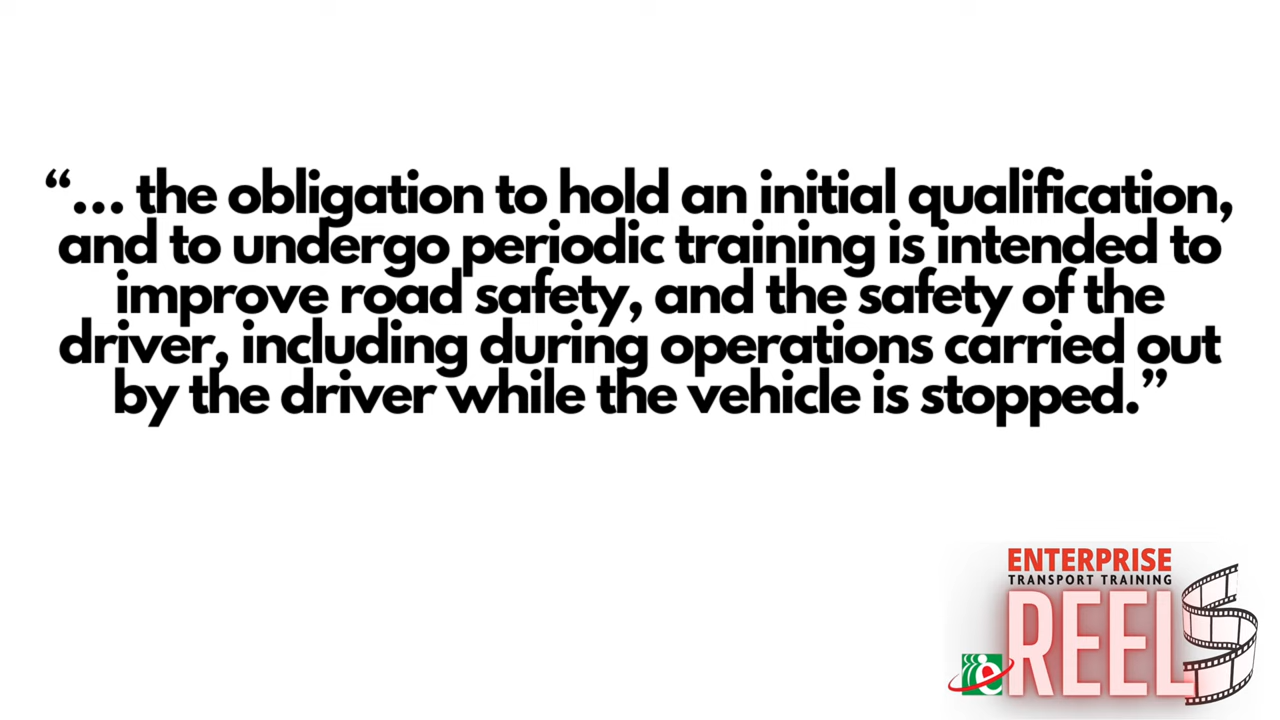 “... the obligation to hold an initial qualification,
and to undergo periodic training is intended to
improve road safety, and the safety of the
driver, including during operations carried out
by the driver while the vehicle is stopped.”
ENTERPRISE
TRANSPORT TRAINING
REELS
e